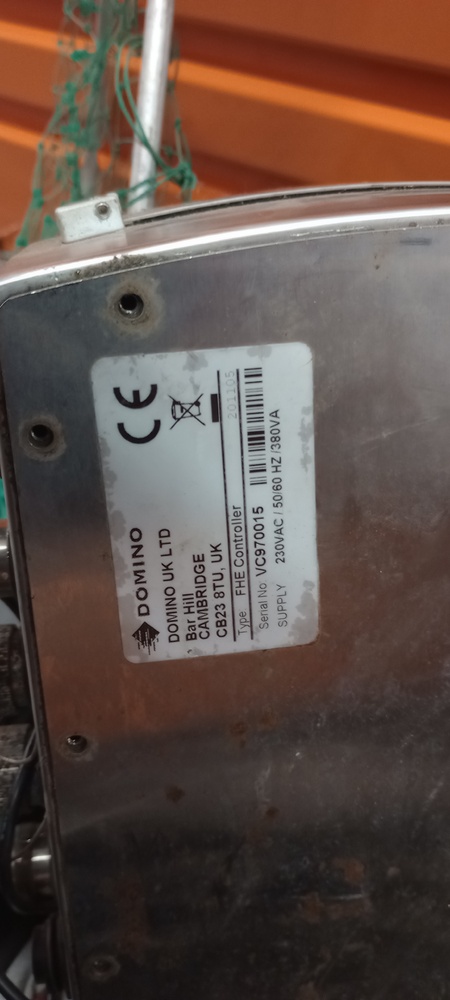 DOMINO
DOMINO UK LTD
Bar Hill
CAMBRIDGE
CB23 8TU, UK
CE
201105
Type FHE Controller
Serial No VC970015
SUPPLY 230VAC / 50/60 HZ /380VA